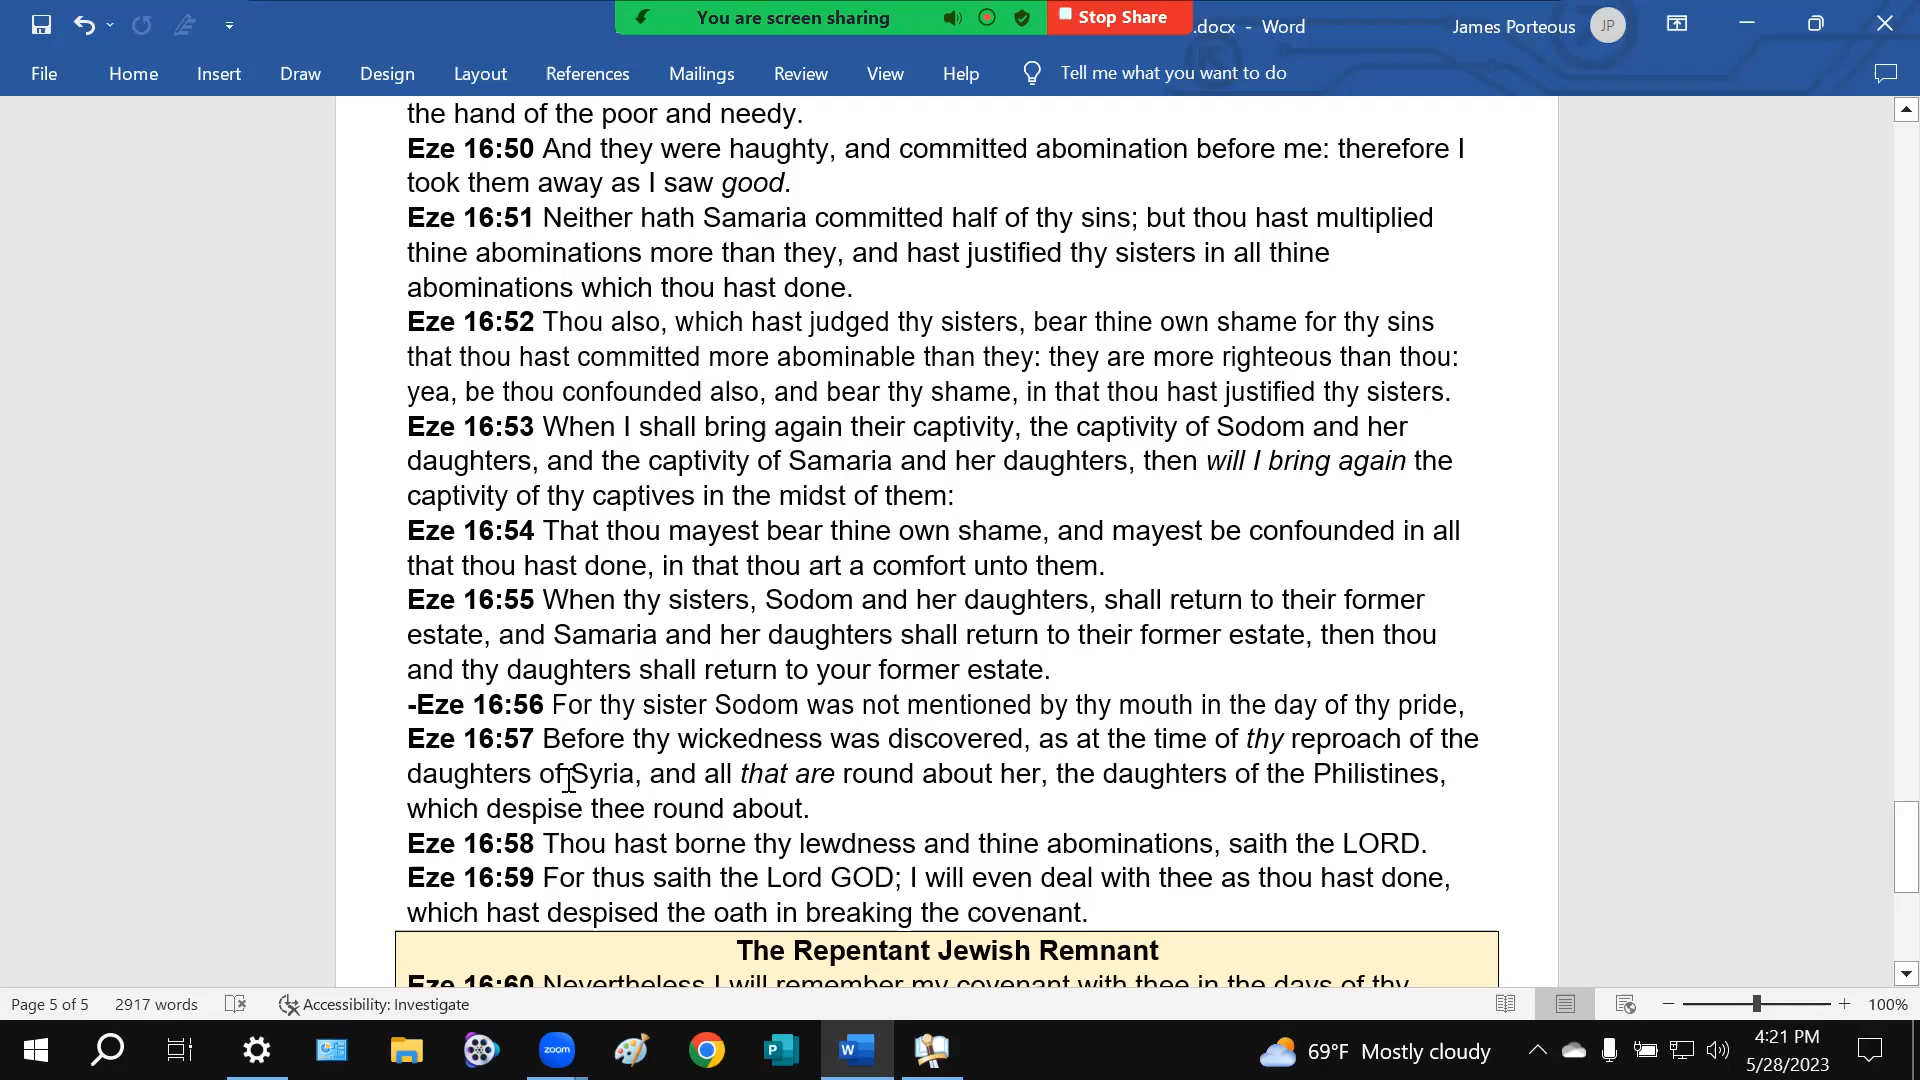 You are screen sharing
Stop Share
.docx - Word
James Porteous
JP
File Home Insert Draw Design Layout References Mailings Review View Help Tell me what you want to do
the hand of the poor and needy.
Eze 16:50 And they were haughty, and committed abomination before me: therefore I
took them away as I saw good.
Eze 16:51 Neither hath Samaria committed half of thy sins; but thou hast multiplied
thine abominations more than they, and hast justified thy sisters in all thine
abominations which thou hast done.
Eze 16:52 Thou also, which hast judged thy sisters, bear thine own shame for thy sins
that thou hast committed more abominable than they: they are more righteous than thou:
yea, be thou confounded also, and bear thy shame, in that thou hast justified thy sisters.
Eze 16:53 When I shall bring again their captivity, the captivity of Sodom and her
daughters, and the captivity of Samaria and her daughters, then will I bring again the
captivity of thy captives in the midst of them:
Eze 16:54 That thou mayest bear thine own shame, and mayest be confounded in all
that thou hast done, in that thou art a comfort unto them.
Eze 16:55 When thy sisters, Sodom and her daughters, shall return to their former
estate, and Samaria and her daughters shall return to their former estate, then thou
and thy daughters shall return to your former estate.
-Eze 16:56 For thy sister Sodom was not mentioned by thy mouth in the day of thy pride,
Eze 16:57 Before thy wickedness was discovered, as at the time of thy reproach of the
daughters of Syria, and all that are round about her, the daughters of the Philistines,
which despise thee round about.
Eze 16:58 Thou hast borne thy lewdness and thine abominations, saith the LORD.
Eze 16:59 For thus saith the Lord GOD; I will even deal with thee as thou hast done,
which hast despised the oath in breaking the covenant.
The Repentant Jewish Remnant
Eze 16:60 Nevertheless I will remember my covenant with thee in the days of thy
Page 5 of 5 2917 words Accessibility: Investigate 100%
zoom
P
W
69°F Mostly cloudy
4:21 PM
5/28/2023